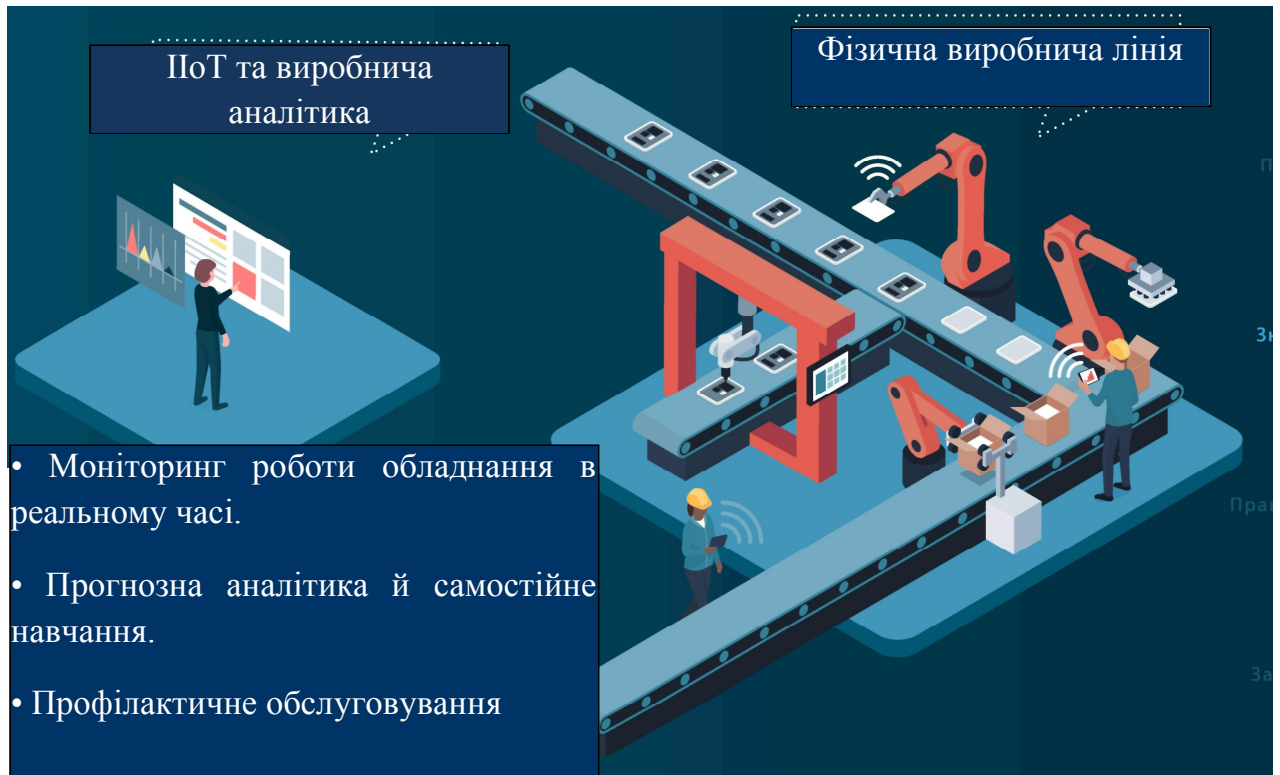 ІІоТ та виробнича
аналітика
Фізична виробнича лінія
• Моніторинг роботи обладнання в
реальному часі.
• Прогнозна аналітика й самостійне
навчання.
• Профілактичне обслуговування